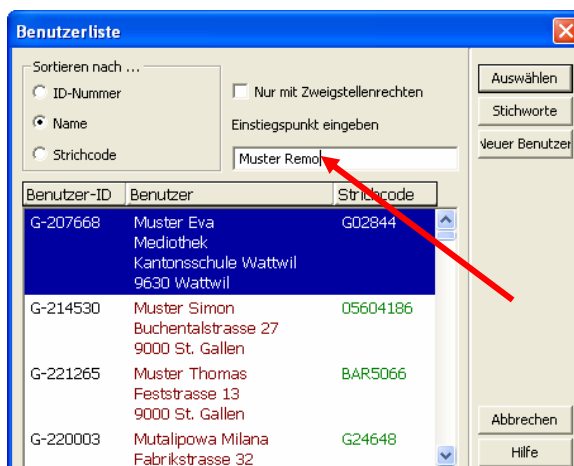 Benutzerliste
Sortieren nach ...
ID-Nummer
Name
Strichcode
Nur mit Zweigstellenrechten
Einstiegspunkt eingeben
Muster Remo
Auswählen
Stichworte
Neuer Benutzer
Benutzer-ID Benutzer Strichcode
G-207668 Muster Eva G02844
Mediothek
Kantonsschule Wattwil
9630 Wattwil
G-214530 Muster Simon 05604186
Buchentalstrasse 27
9000 St. Gallen
G-221265 Muster Thomas BAR5066
Feststrasse 13
9000 St. Gallen
G-220003 Mutalipowa Milana G24648
Fabrikstrasse 32
Abbrechen
Hilfe